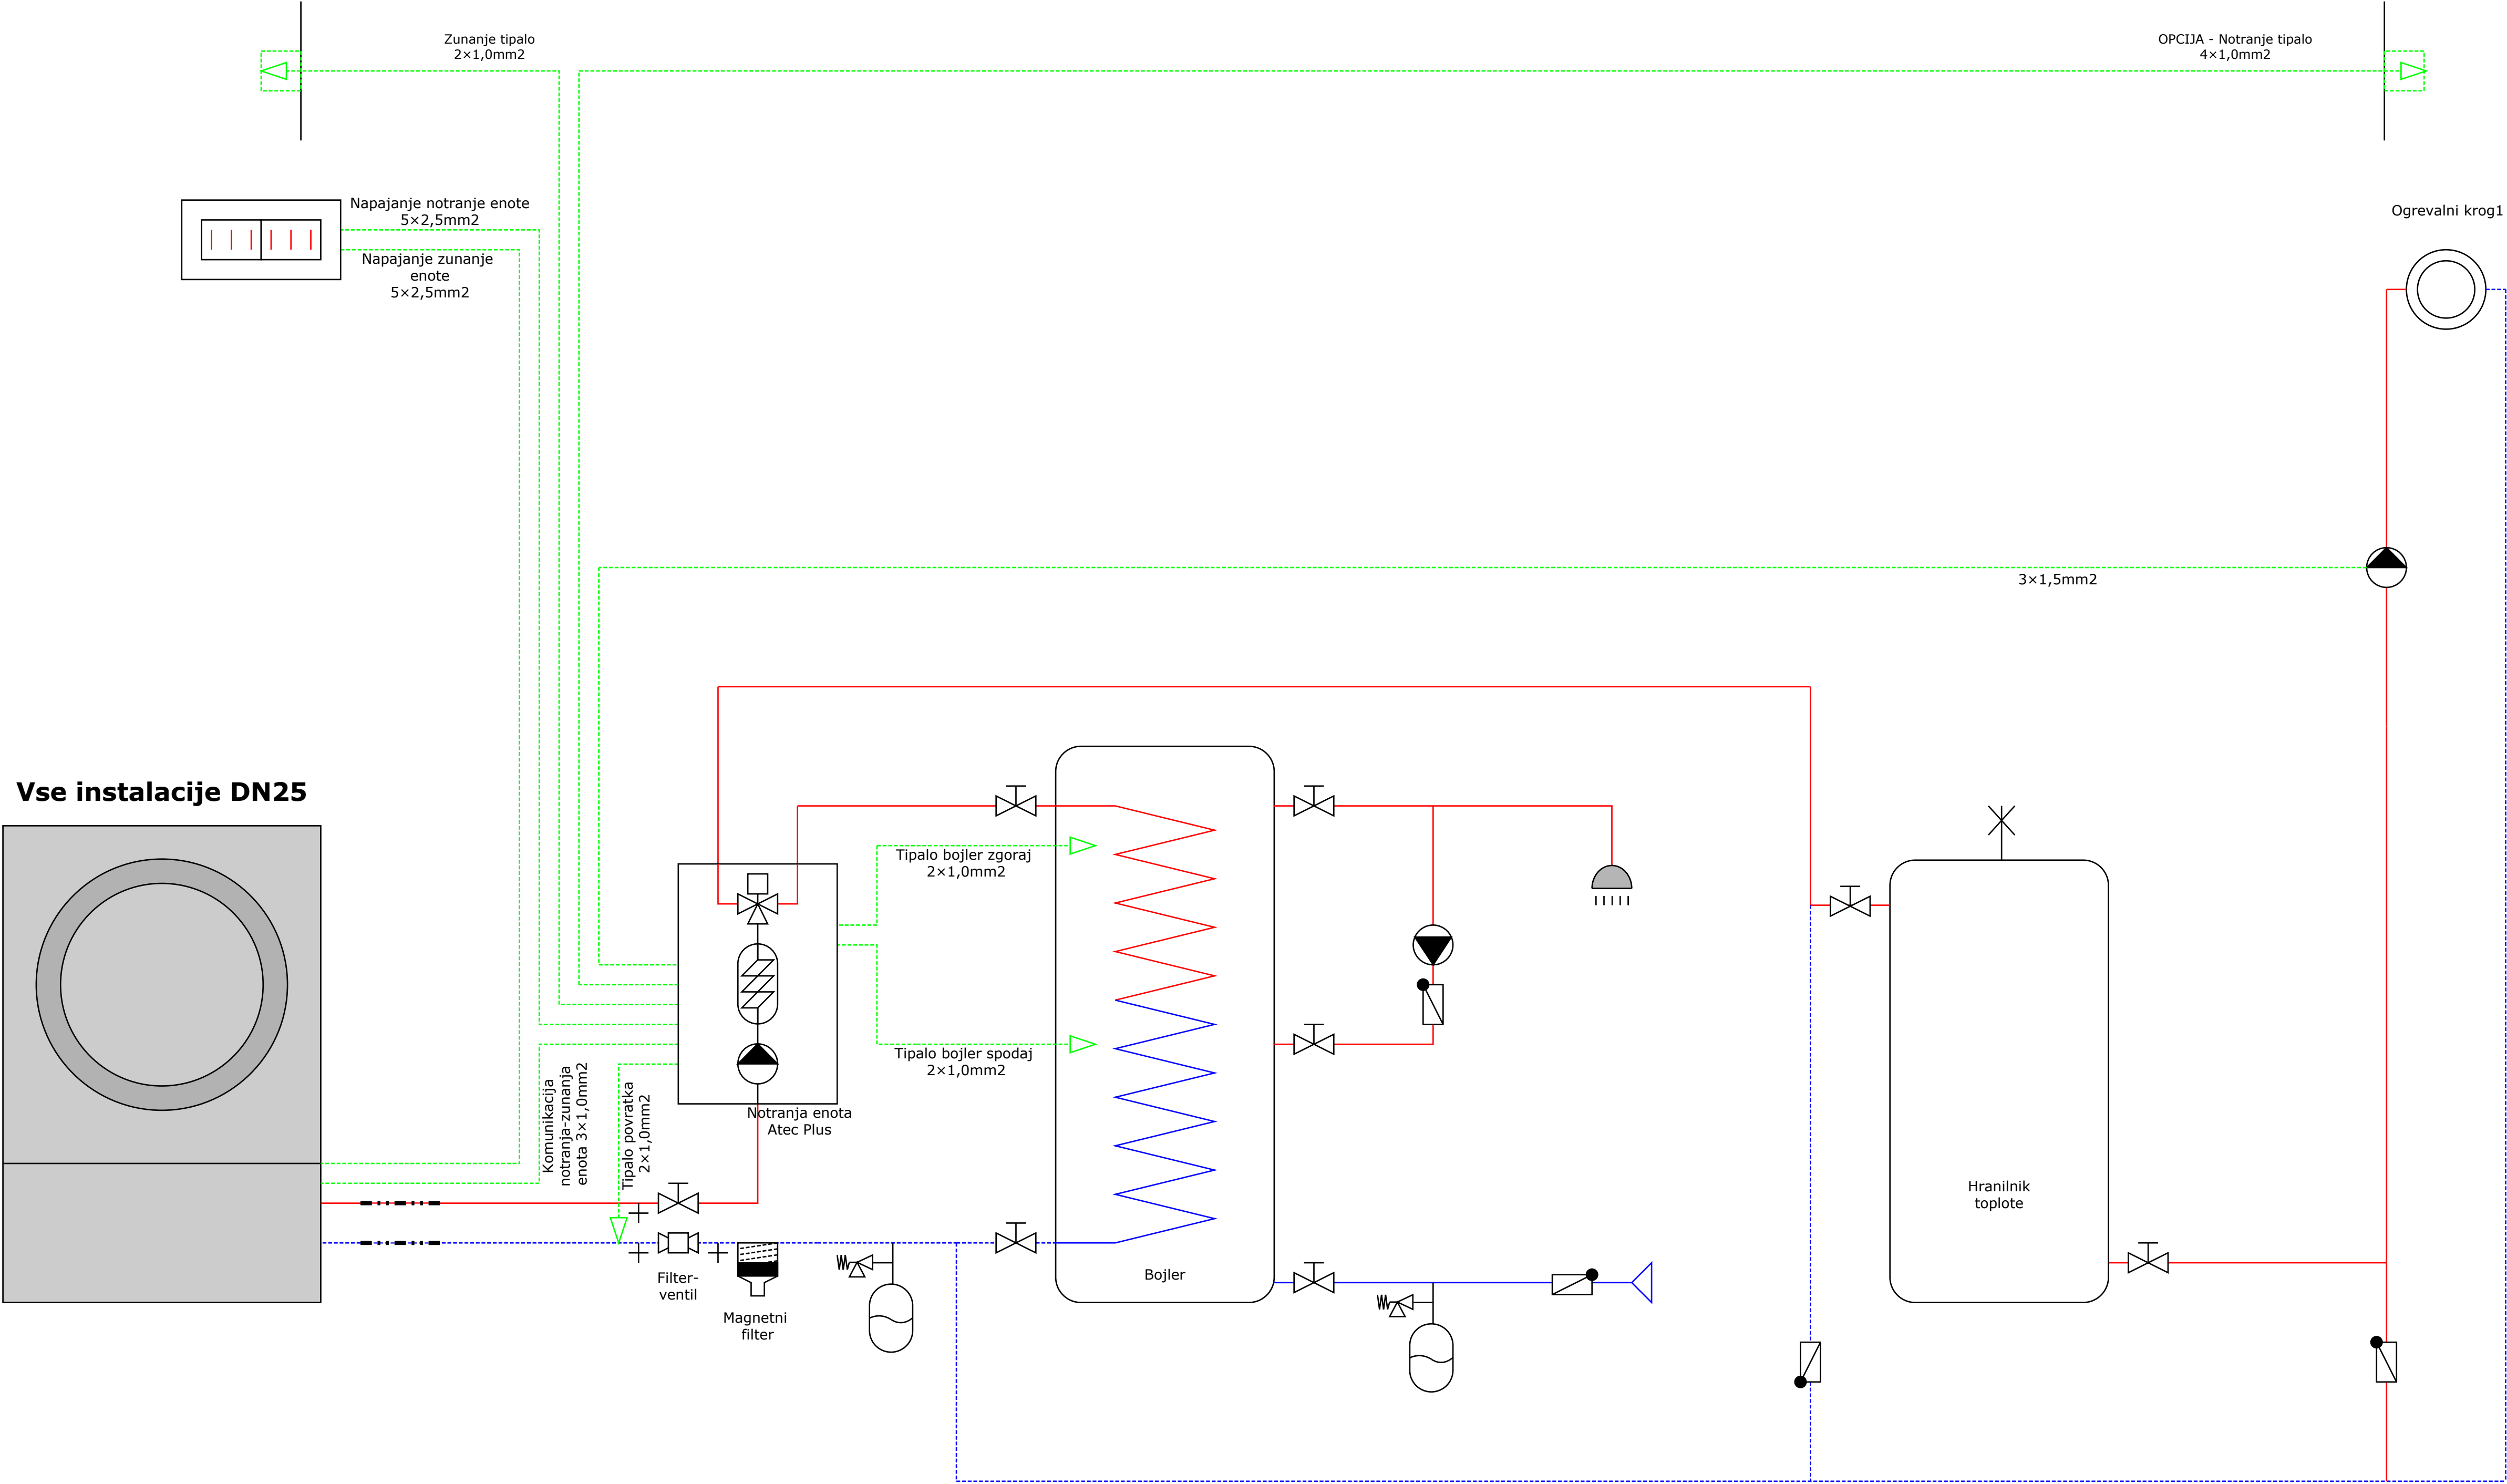 Zunanje tipalo
2×1,0mm2
OPCIJA - Notranje tipalo
4×1,0mm2
Napajanje notranje enote
5×2,5mm2
Napajanje zunanje
enote
5×2,5mm2
Ogrevalni krog1
3×1,5mm2
Vse instalacije DN25
Tipalo bojler zgoraj
2×1,0mm2
Tipalo bojler spodaj
2×1,0mm2
Komunikacija
notranja-zunanja
enota 3×1,0mm2
Tipalo povratka
2×1,0mm2
Notranja enota
Atec Plus
Filter-
ventil
Magnetni
filter
Bojler
Hranilnik
toplote